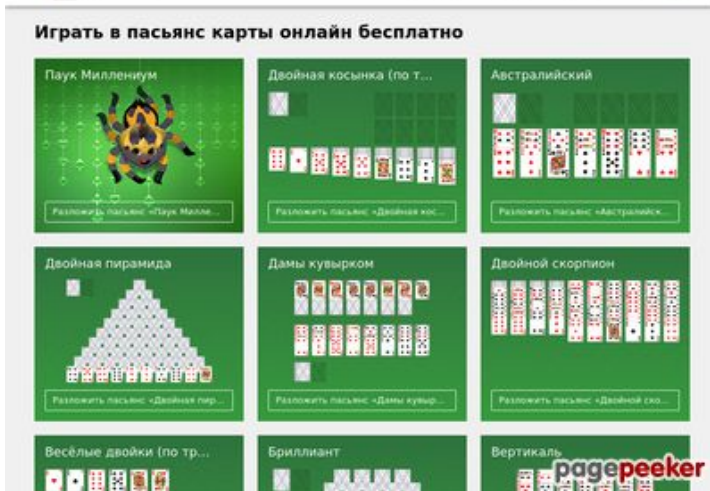 Играть в пасьянс карты онлайн бесплатно
Паук Миллениум
Двойная косынка (по т...
Австралийский
Разложить пасьянс «Паук Милле...
Разложить пасьянс «Двойная кос...
Разложить пасьянс «Австралийск...
Двойная пирамида
Дамы кувырком
Двойной скорпион
Разложить пасьянс «Двойная пир...
Разложить пасьянс «Дамы кувыр...
Разложить пасьянс «Двойной ско...
Весёлые двойки (по тр...
Бриллиант
Вертикаль
pagepeeker